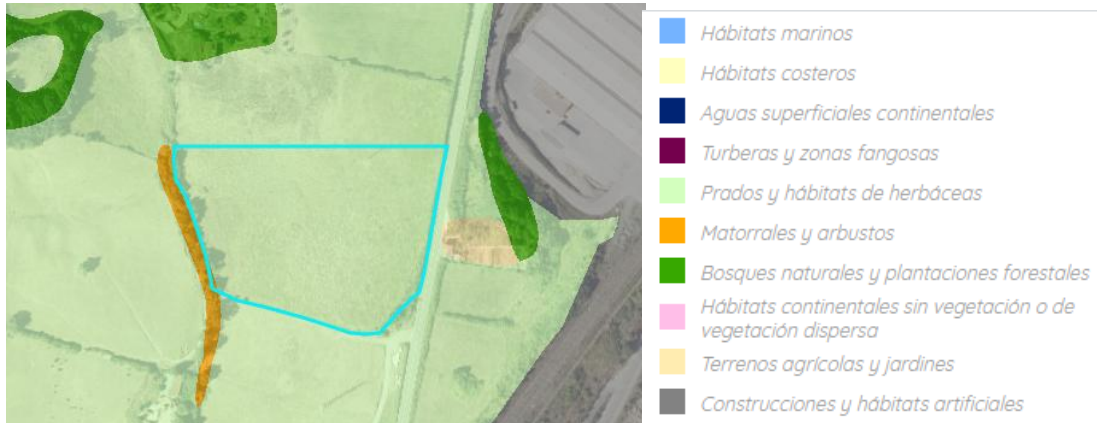 Hábitats marinos
Hábitats costeros
Aguas superficiales continentales
Turberas y zonas fangosas
Prados y hábitats de herbáceas
Matorrales y arbustos
Bosques naturales y plantaciones forestales
Hábitats continentales sin vegetación o de
vegetación dispersa
Terrenos agrícolas y jardines
Construcciones y hábitats artificiales